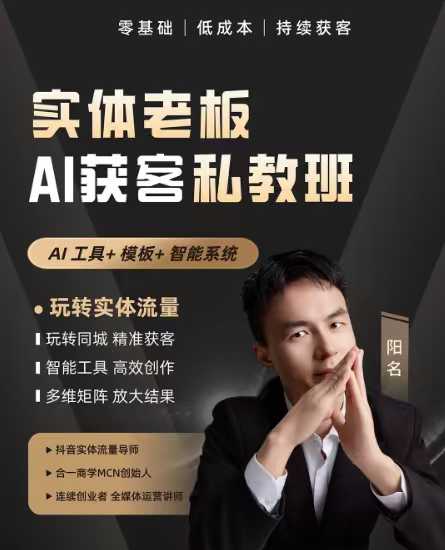 零基础｜低成本｜持续获客
实体老板
AI获客私教班
AI 工具+ 模板+ 智能系统
• 玩转实体流量
玩转同城 精准获客
智能工具 高效创作
多维矩阵 放大结果
阳名
▶ 抖音实体流量导师
▶ 合一商学MCN创始人
▶ 连续创业者 全媒体运营讲师